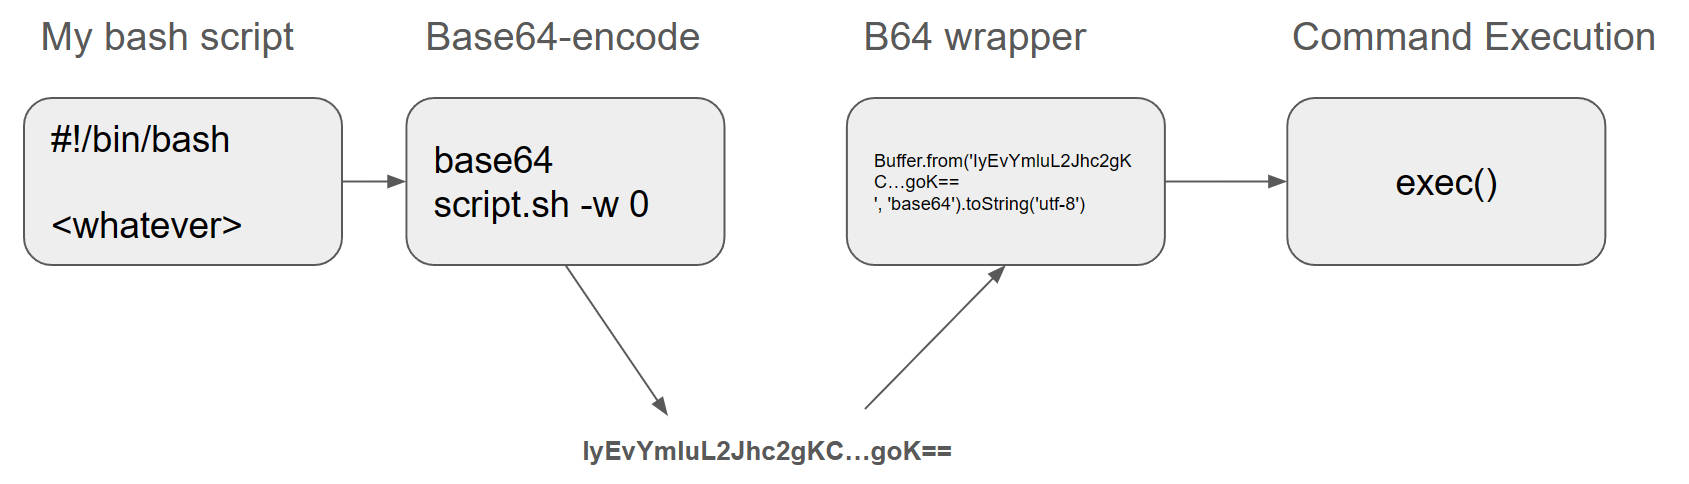 My bash script
Base64-encode
B64 wrapper
Command Execution
#!/bin/bash
<whatever>
base64
script.sh -w 0
Buffer.from('IyEvYmluL2Jhc2gK
C…goK==
', 'base64').toString('utf-8')
exec()
IyEvYmluL2Jhc2gKC…goK==